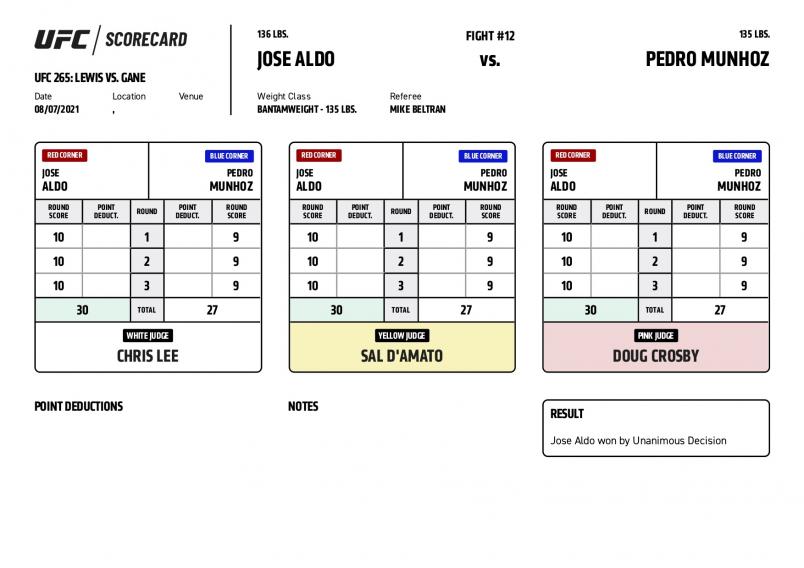 UFC / SCORECARD
UFC 265: LEWIS VS. GANE
Date Location Venue
08/07/2021 ,
136 LBS. FIGHT #12 135 LBS.
JOSE ALDO VS. PEDRO MUNHOZ
Weight Class Referee
BANTAMWEIGHT - 135 LBS. MIKE BELTRAN
RED CORNER BLUE CORNER
JOSE PEDRO
ALDO MUNHOZ
ROUND SCORE POINT DEDUCT. ROUND POINT DEDUCT. ROUND SCORE
10 1 9
10 2 9
10 3 9
30 TOTAL 27
WHITE JUDGE
CHRIS LEE
RED CORNER BLUE CORNER
JOSE PEDRO
ALDO MUNHOZ
ROUND SCORE POINT DEDUCT. ROUND POINT DEDUCT. ROUND SCORE
10 1 9
10 2 9
10 3 9
30 TOTAL 27
YELLOW JUDGE
SAL D'AMATO
RED CORNER BLUE CORNER
JOSE PEDRO
ALDO MUNHOZ
ROUND SCORE POINT DEDUCT. ROUND POINT DEDUCT. ROUND SCORE
10 1 9
10 2 9
10 3 9
30 TOTAL 27
PINK JUDGE
DOUG CROSBY
POINT DEDUCTIONS
NOTES
RESULT
Jose Aldo won by Unanimous Decision